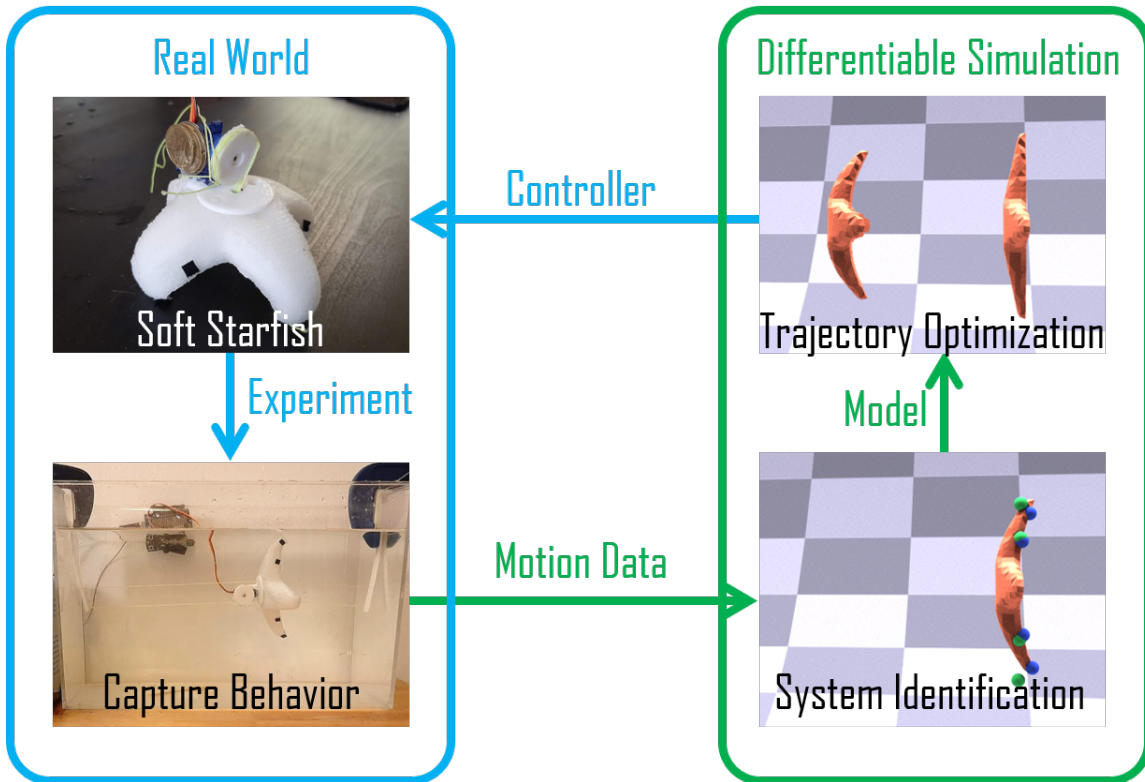 Real World
Differentiable Simulation
Controller
Soft Starfish
Trajectory Optimization
Experiment
Model
Motion Data
Capture Behavior
System Identification